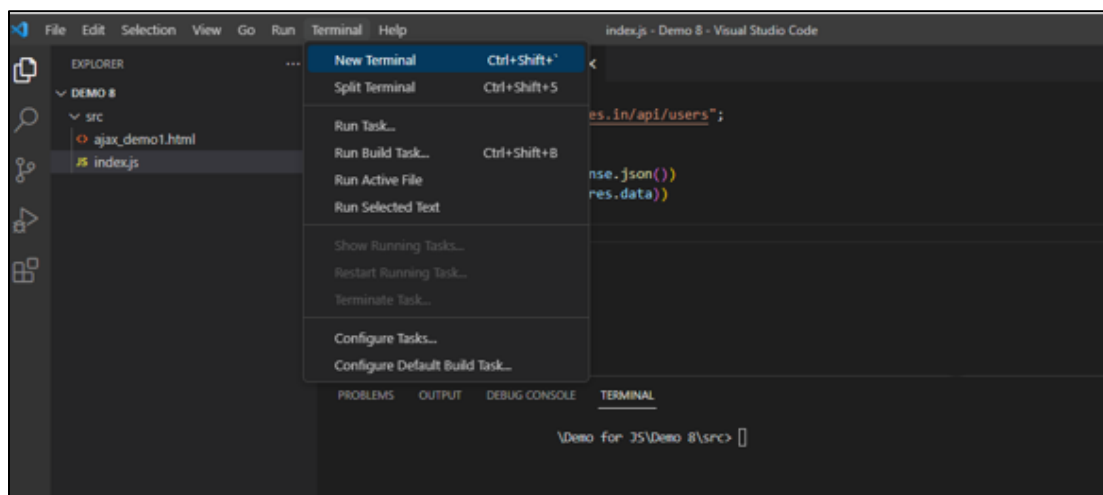 File Edit Selection View Go Run Terminal Help index.js - Demo 8 - Visual Studio Code
EXPLORER ...
DEMO 8
src
ajax_demo1.html
JS index.js
New Terminal Ctrl+Shift+`
Split Terminal Ctrl+Shift+5
Run Task...
Run Build Task... Ctrl+Shift+B
Run Active File
Run Selected Text
Show Running Tasks...
Restart Running Task...
Terminate Task...
Configure Tasks...
Configure Default Build Task...
es.in/api/users";
nse.json())
res.data))
PROBLEMS OUTPUT DEBUG CONSOLE TERMINAL
\Demo for JS\Demo 8\src>